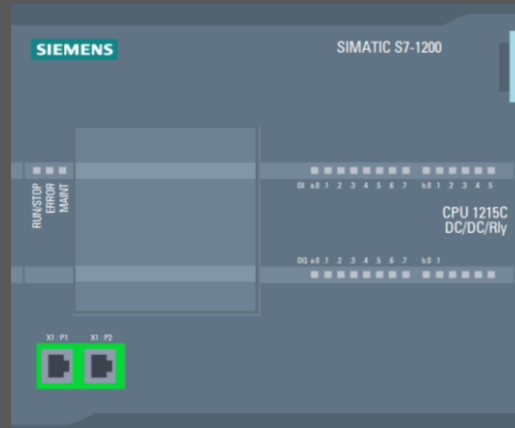 SIEMENS
SIMATIC S7-1200
RUN/STOP
ERROR
MAINT
DI a.0 .1 .2 .3 .4 .5 .6 .7 b.0 .1 .2 .3 .4 .5
CPU 1215C
DC/DC/Rly
DQ a.0 .1 .2 .3 .4 .5 .6 .7 b.0 .1
X1 : P1 X1 : P2